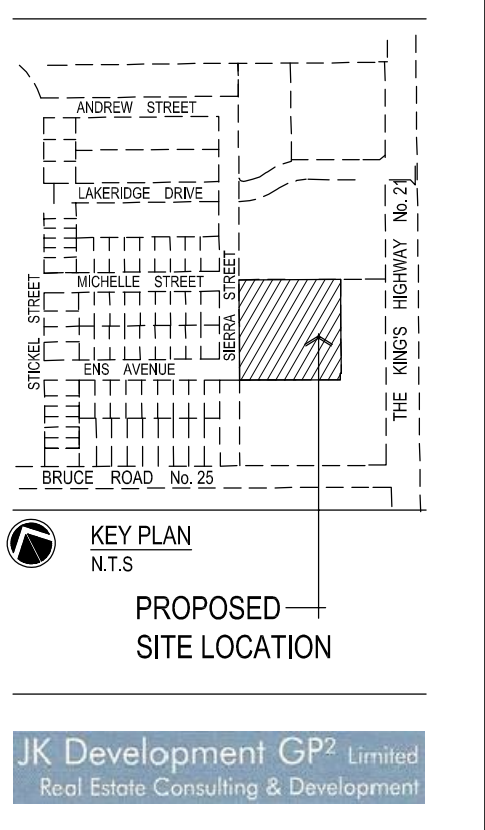 ANDREW STREET
LAKERIDGE DRIVE
THE KING'S HIGHWAY No. 21
MICHELLE STREET
SIERRA STREET
STICKEL STREET
ENS AVENUE
BRUCE ROAD No. 25
KEY PLAN
N.T.S
PROPOSED
SITE LOCATION
JK Development GP² Limited
Real Estate Consulting & Development